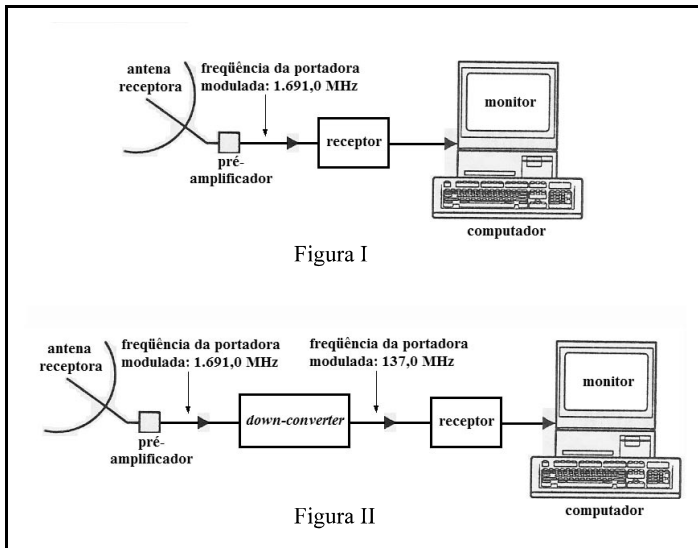 antena
receptora
freqüência da portadora
modulada: 1.691,0 MHz
pré-
amplificador
receptor
monitor
computador
Figura I
antena
receptora
freqüência da portadora
modulada: 1.691,0 MHz
freqüência da portadora
modulada: 137,0 MHz
pré-
amplificador
down-converter
receptor
monitor
computador
Figura II